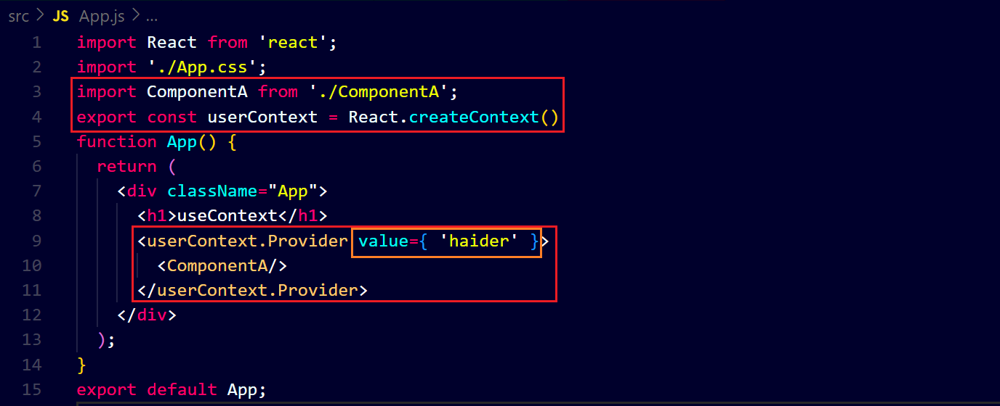 src > JS App.js > ...
1 import React from 'react';
2 import './App.css';
3 import ComponentA from './ComponentA';
4 export const userContext = React.createContext()
5 function App() {
6   return (
7     <div className="App">
8       <h1>useContext</h1>
9       <userContext.Provider value={ 'haider' }>
10         <ComponentA/>
11       </userContext.Provider>
12     </div>
13   );
14 }
15 export default App;